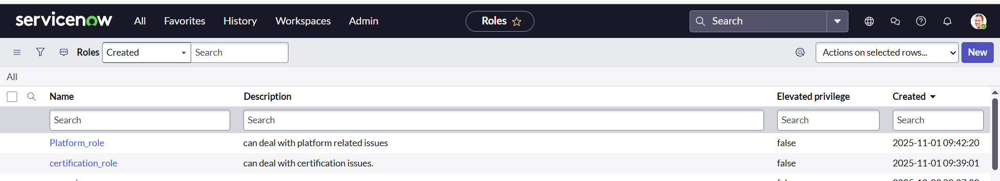 servicenow All Favorites History Workspaces Admin Roles Search
Roles Created Search Actions on selected rows... New
All
Name Description Elevated privilege Created
Search Search Search Search
Platform_role can deal with platform related issues false 2025-11-01 09:42:20
certification_role can deal with certification issues. false 2025-11-01 09:39:01